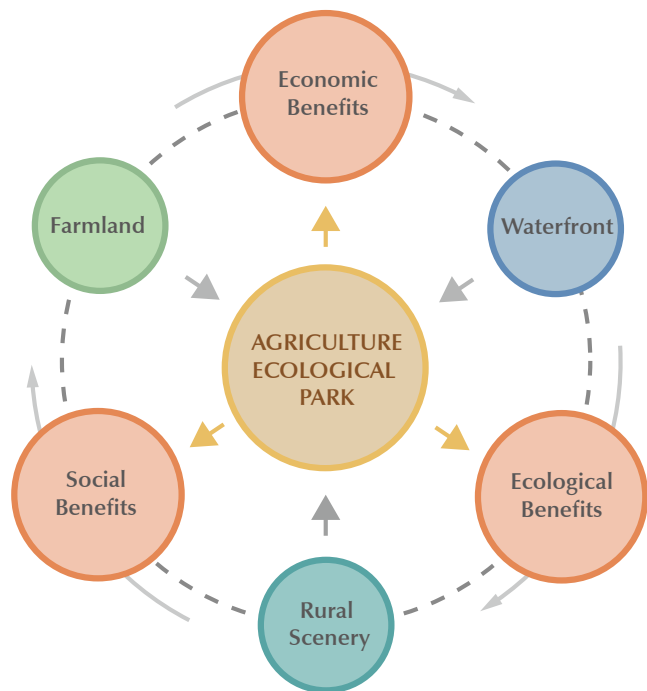 Economic
Benefits
Farmland
Waterfront
AGRICULTURE
ECOLOGICAL
PARK
Social
Benefits
Ecological
Benefits
Rural
Scenery